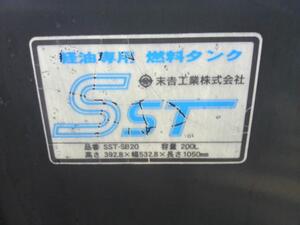 軽油専用 燃料タンク
末吉工業株式会社
SST
品番 SST-SB20 容量 200L
高さ 392.8×幅532.8×長さ1050mm